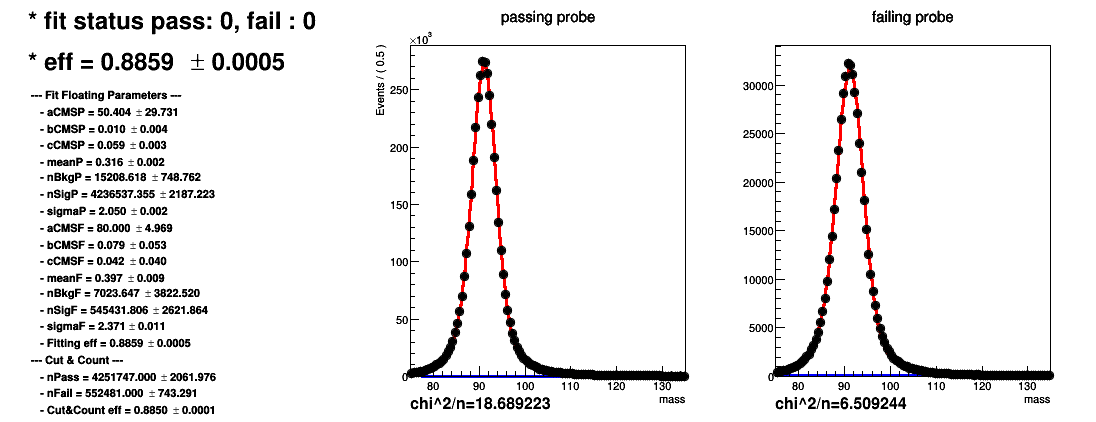 * fit status pass: 0, fail : 0
* eff = 0.8859 ± 0.0005
--- Fit Floating Parameters ---
- aCMSP = 50.404 ± 29.731
- bCMSP = 0.010 ± 0.004
- cCMSP = 0.059 ± 0.003
- meanP = 0.316 ± 0.002
- nBkgP = 15208.618 ± 748.762
- nSigP = 4236537.355 ± 2187.223
- sigmaP = 2.050 ± 0.002
- aCMSF = 80.000 ± 4.969
- bCMSF = 0.079 ± 0.053
- cCMSF = 0.042 ± 0.040
- meanF = 0.397 ± 0.009
- nBkgF = 7023.647 ± 3822.520
- nSigF = 545431.806 ± 2621.864
- sigmaF = 2.371 ± 0.011
- Fitting eff = 0.8859 ± 0.0005
--- Cut & Count ---
- nPass = 4251747.000 ± 2061.976
- nFail = 552481.000 ± 743.291
- Cut&Count eff = 0.8850 ± 0.0001
passing probe
×10³
Events / ( 0.5 )
250
200
150
100
50
0
80 90 100 110 120 130
mass
chi^2/n=18.689223
failing probe
30000
25000
20000
15000
10000
5000
0
80 90 100 110 120 130
mass
chi^2/n=6.509244